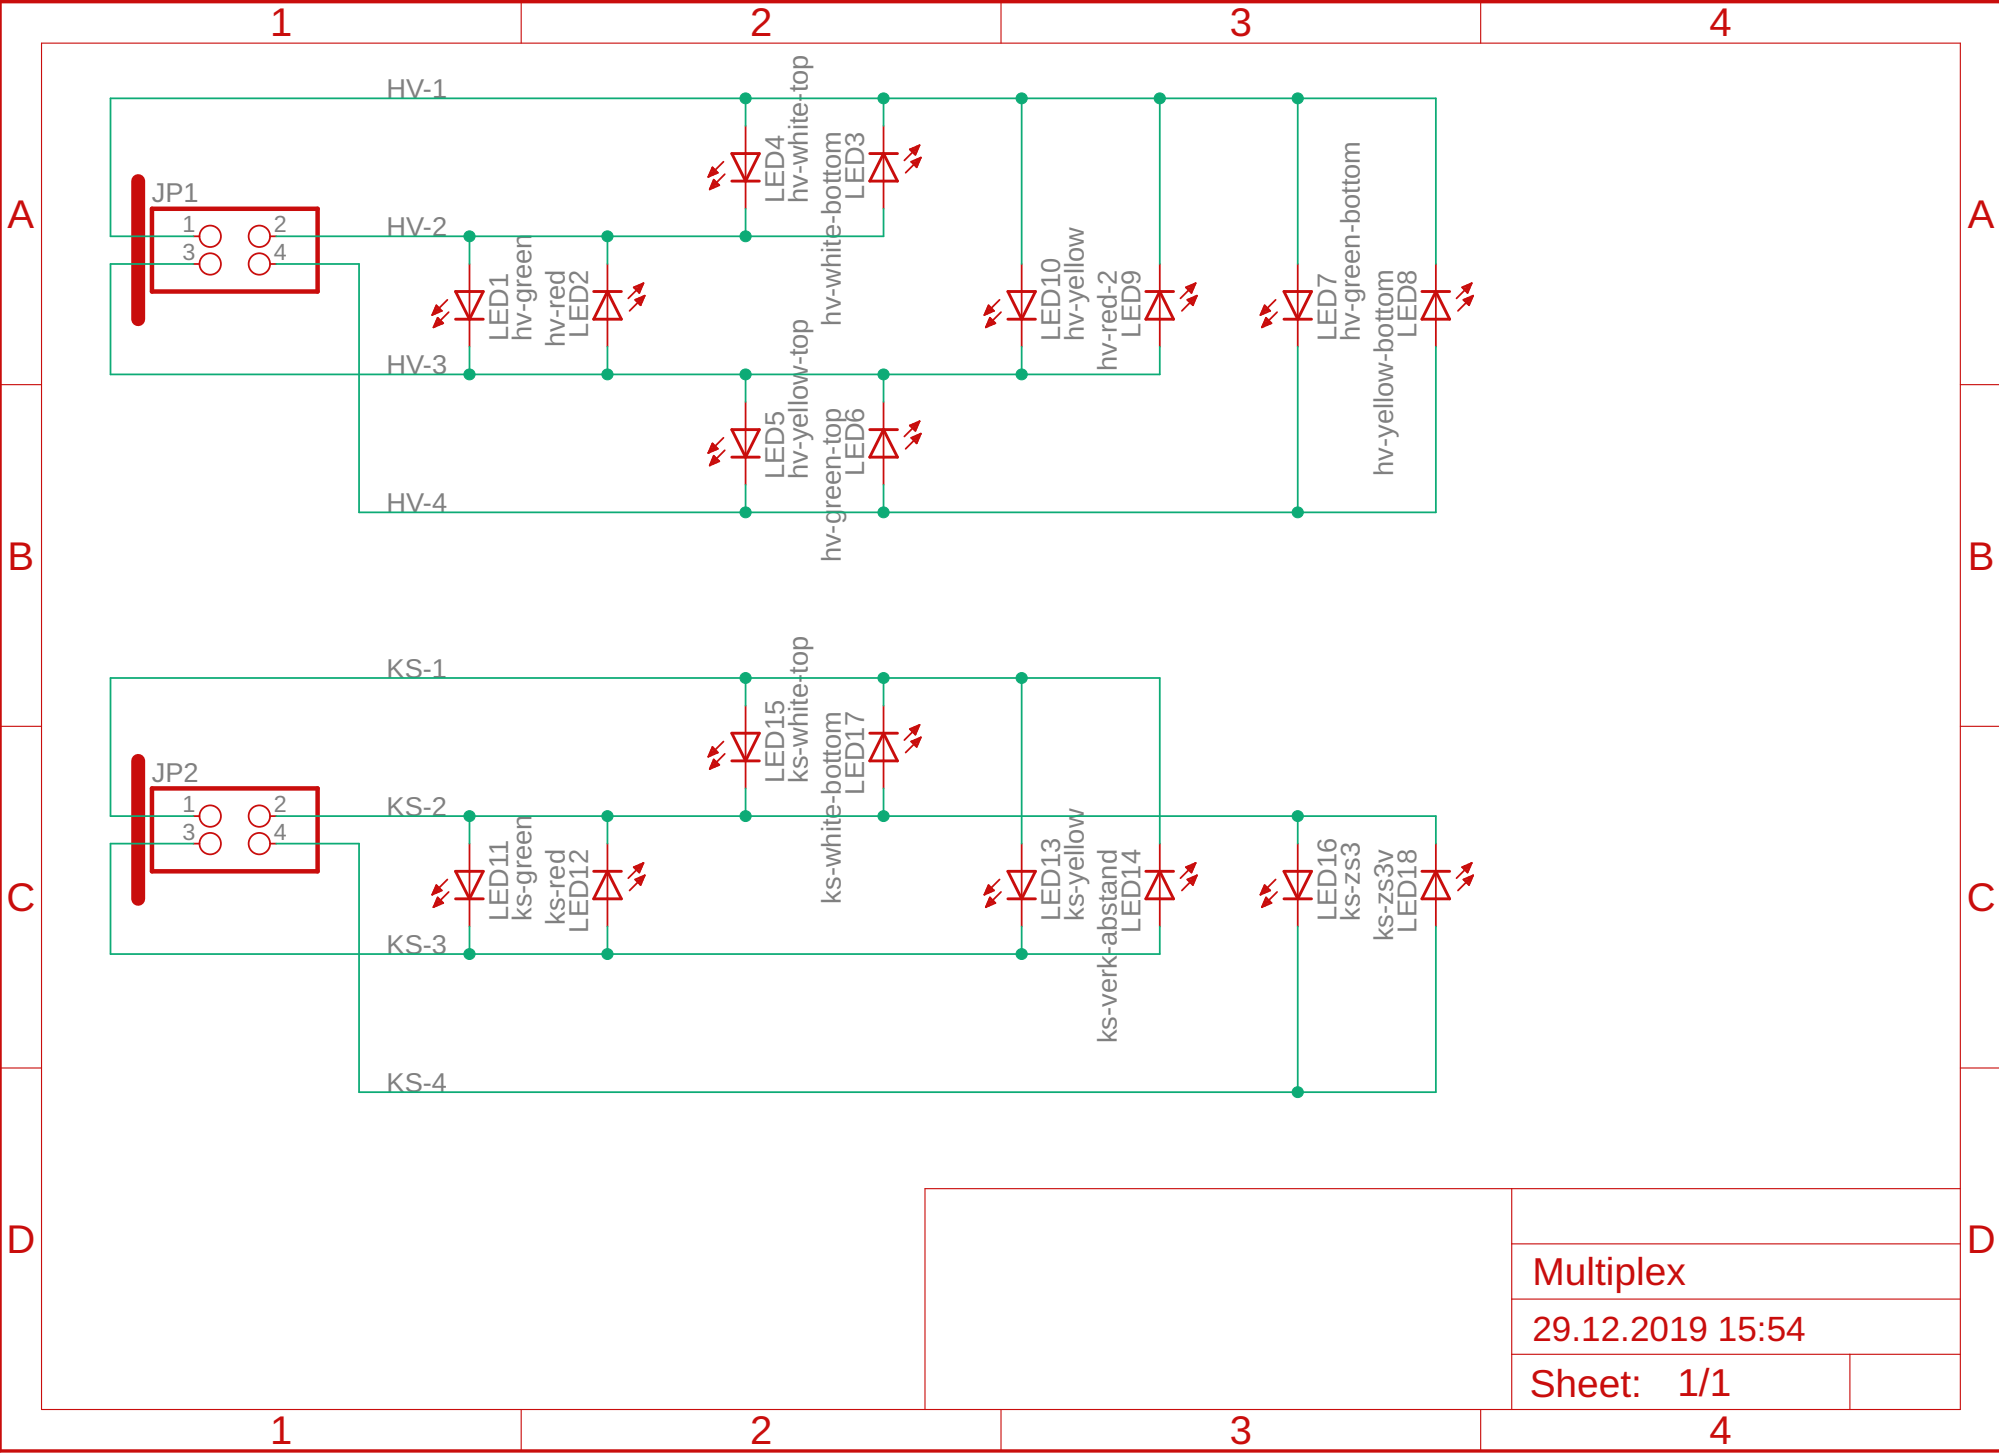 1 2 3 4
A A
B B
C C
D D
HV-1
JP1
1 2
3 4
HV-2
HV-3
HV-4
LED4
hv-white-top
hv-white-bottom
LED3
LED1
hv-green
hv-red
LED2
LED10
hv-yellow
hv-red-2
LED9
LED7
hv-green-bottom
hv-yellow-bottom
LED8
LED5
hv-yellow-top
hv-green-top
LED6
KS-1
JP2
1 2
3 4
KS-2
KS-3
KS-4
LED15
ks-white-top
ks-white-bottom
LED17
LED11
ks-green
ks-red
LED12
LED13
ks-yellow
ks-verk-abstand
LED14
LED16
ks-zs3
ks-zs3v
LED18
Multiplex
29.12.2019 15:54
Sheet: 1/1
1 2 3 4